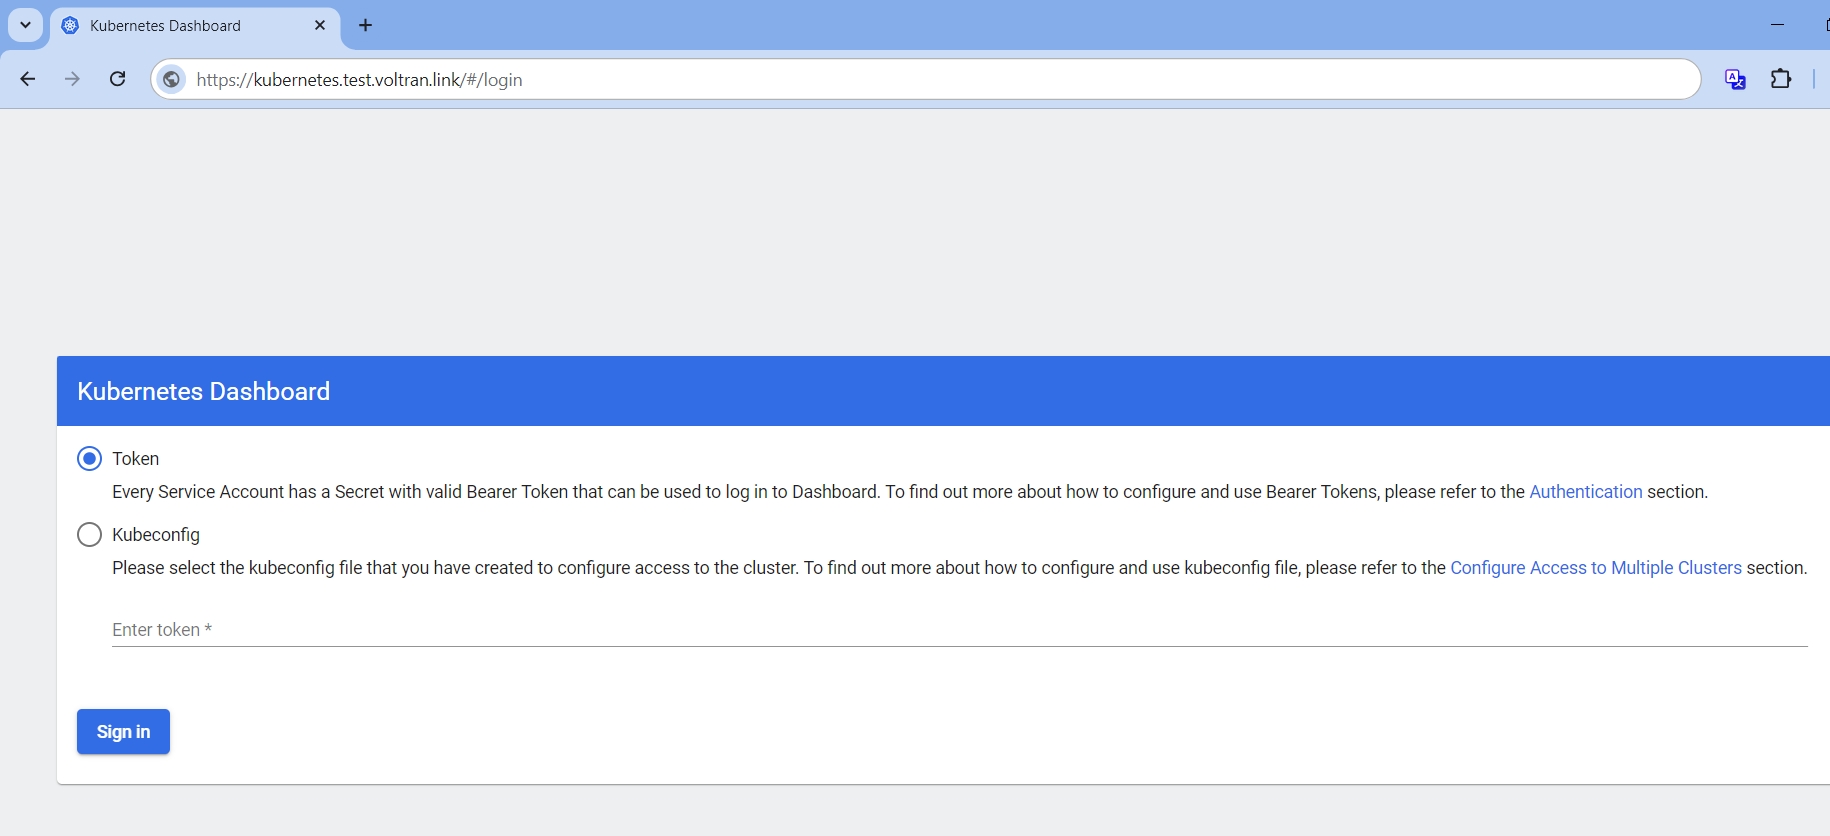 Kubernetes Dashboard
https://kubernetes.test.voltran.link/#/login
Kubernetes Dashboard
Token
Every Service Account has a Secret with valid Bearer Token that can be used to log in to Dashboard. To find out more about how to configure and use Bearer Tokens, please refer to the Authentication section.
Kubeconfig
Please select the kubeconfig file that you have created to configure access to the cluster. To find out more about how to configure and use kubeconfig file, please refer to the Configure Access to Multiple Clusters section.
Enter token *
Sign in